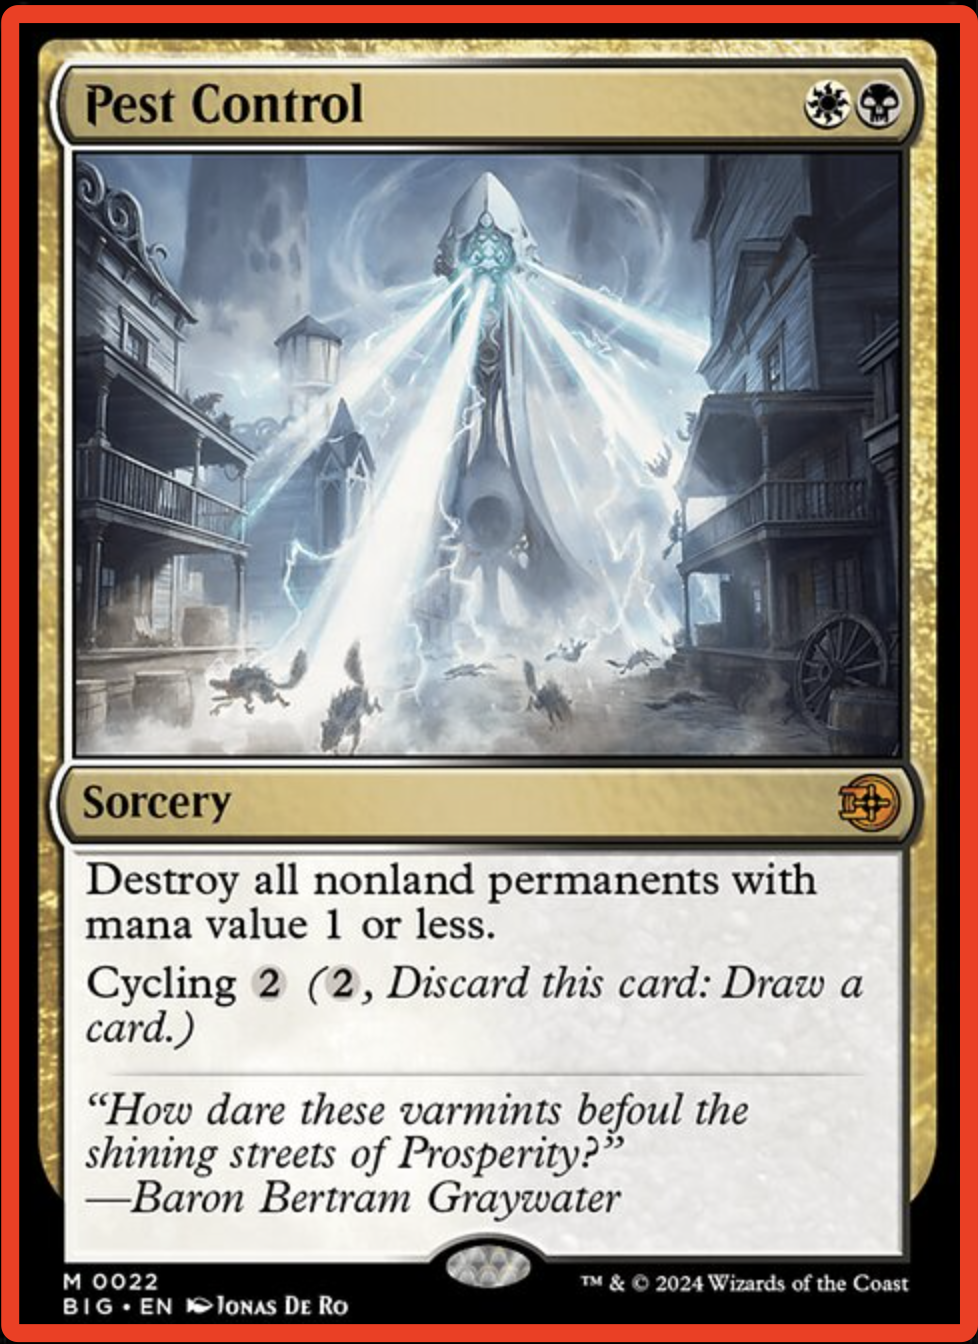 Pest Control
Sorcery
Destroy all nonland permanents with
mana value 1 or less.
Cycling 2 (2, Discard this card: Draw a
card.)
“How dare these varmints befoul the
shining streets of Prosperity?”
—Baron Bertram Graywater
M 0022
™ & © 2024 Wizards of the Coast
BIG • EN Jonas De Ro